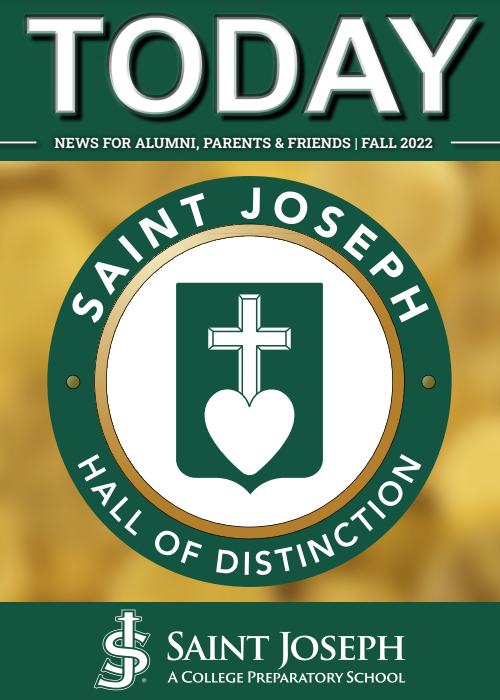 TODAY
NEWS FOR ALUMNI, PARENTS & FRIENDS | FALL 2022
SAINT JOSEPH
HALL OF DISTINCTION
SJ
SAINT JOSEPH
A COLLEGE PREPARATORY SCHOOL